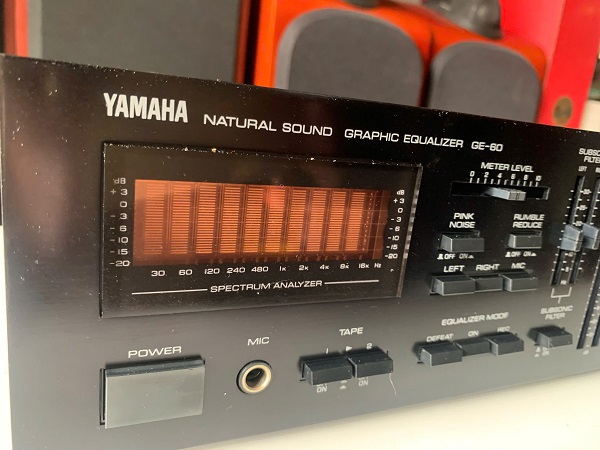 YAMAHA NATURAL SOUND GRAPHIC EQUALIZER GE-60
dB
+3
0
-3
-6
-10
-15
-20
dB
+3
0
-3
-6
-10
-15
-20
30 60 120 240 480 1K 2K 4K 8K 16K Hz
SPECTRUM ANALYZER
METER LEVEL
0 2 4 6 8 10
PINK NOISE
OFF ON
RUMBLE REDUCE
OFF ON
LEFT RIGHT MIC
SUBSONIC FILTER
LEFT
POWER
MIC
TAPE
1 2
ON ON
EQUALIZER MODE
DEFEAT ON REC
SUBSONIC FILTER